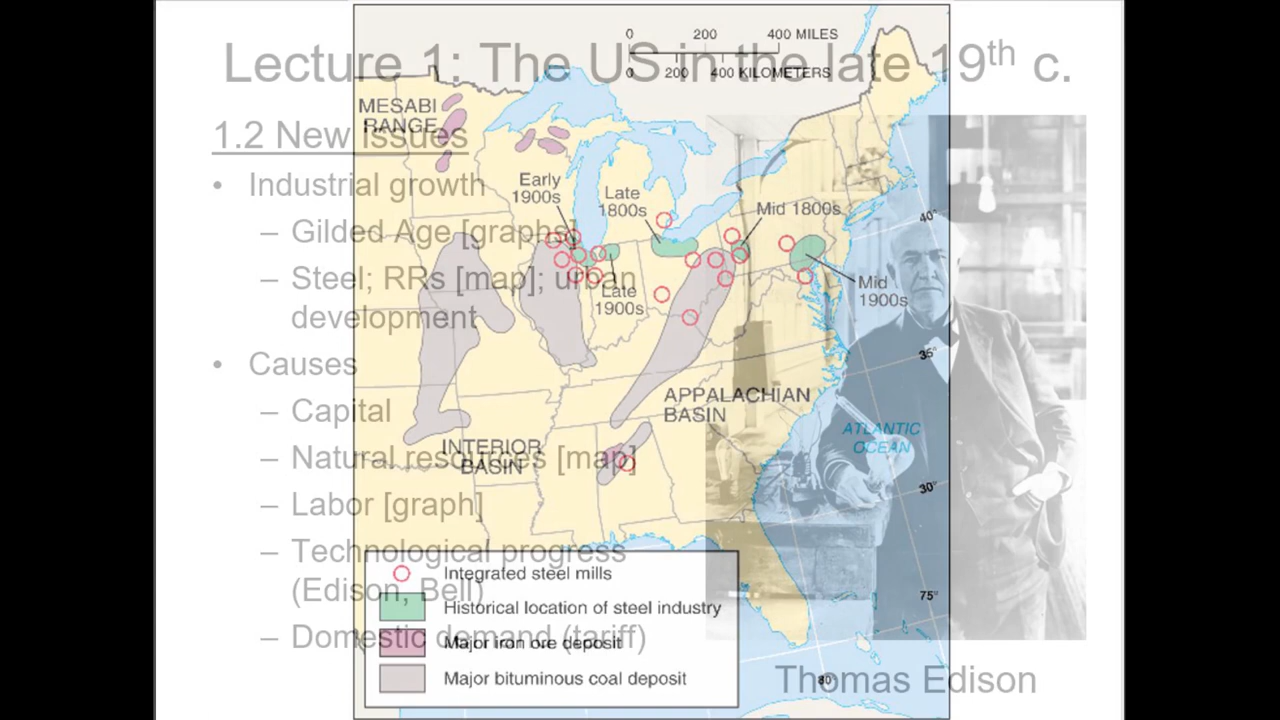 Lecture 1: The US in the late 19th c.
1.2 New Issues
• Industrial growth
– Gilded Age [graphs]
– Steel; RRs [map]; urban
development
• Causes
– Capital
– Natural resources [map]
– Labor [graph]
– Technological progress
(Edison, Bell)
– Domestic demand (tariff)
Thomas Edison
0 200 400 MILES
0 200 400 KILOMETERS
MESABI
RANGE
Early
1900s
Late
1800s
Mid 1800s
Late
1900s
Mid
1900s
APPALACHIAN
BASIN
INTERIOR
BASIN
ATLANTIC
OCEAN
40°
35°
30°
75°
80°
Integrated steel mills
Historical location of steel industry
Major iron ore deposit
Major bituminous coal deposit